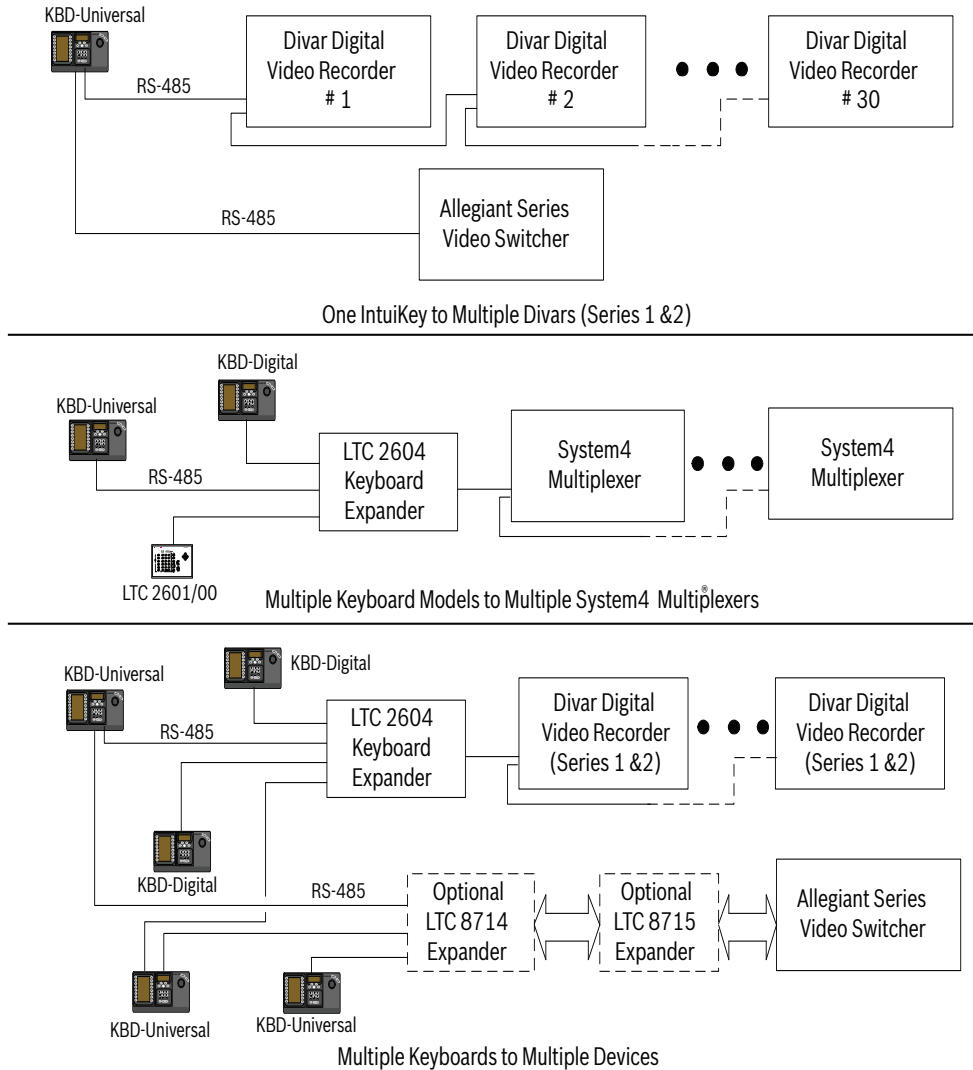 KBD-Universal
Divar Digital
Video Recorder
# 1
Divar Digital
Video Recorder
# 2
Divar Digital
Video Recorder
# 30
RS-485
RS-485
Allegiant Series
Video Switcher
One IntuiKey to Multiple Divars (Series 1 &2)
KBD-Digital
KBD-Universal
RS-485
LTC 2604
Keyboard
Expander
System4
Multiplexer
System4
Multiplexer
LTC 2601/00
Multiple Keyboard Models to Multiple System4 Multiplexers®
KBD-Universal
KBD-Digital
RS-485
LTC 2604
Keyboard
Expander
Divar Digital
Video Recorder
(Series 1 &2)
Divar Digital
Video Recorder
(Series 1 &2)
KBD-Digital
RS-485
Optional
LTC 8714
Expander
Optional
LTC 8715
Expander
Allegiant Series
Video Switcher
KBD-Universal
KBD-Universal
Multiple Keyboards to Multiple Devices